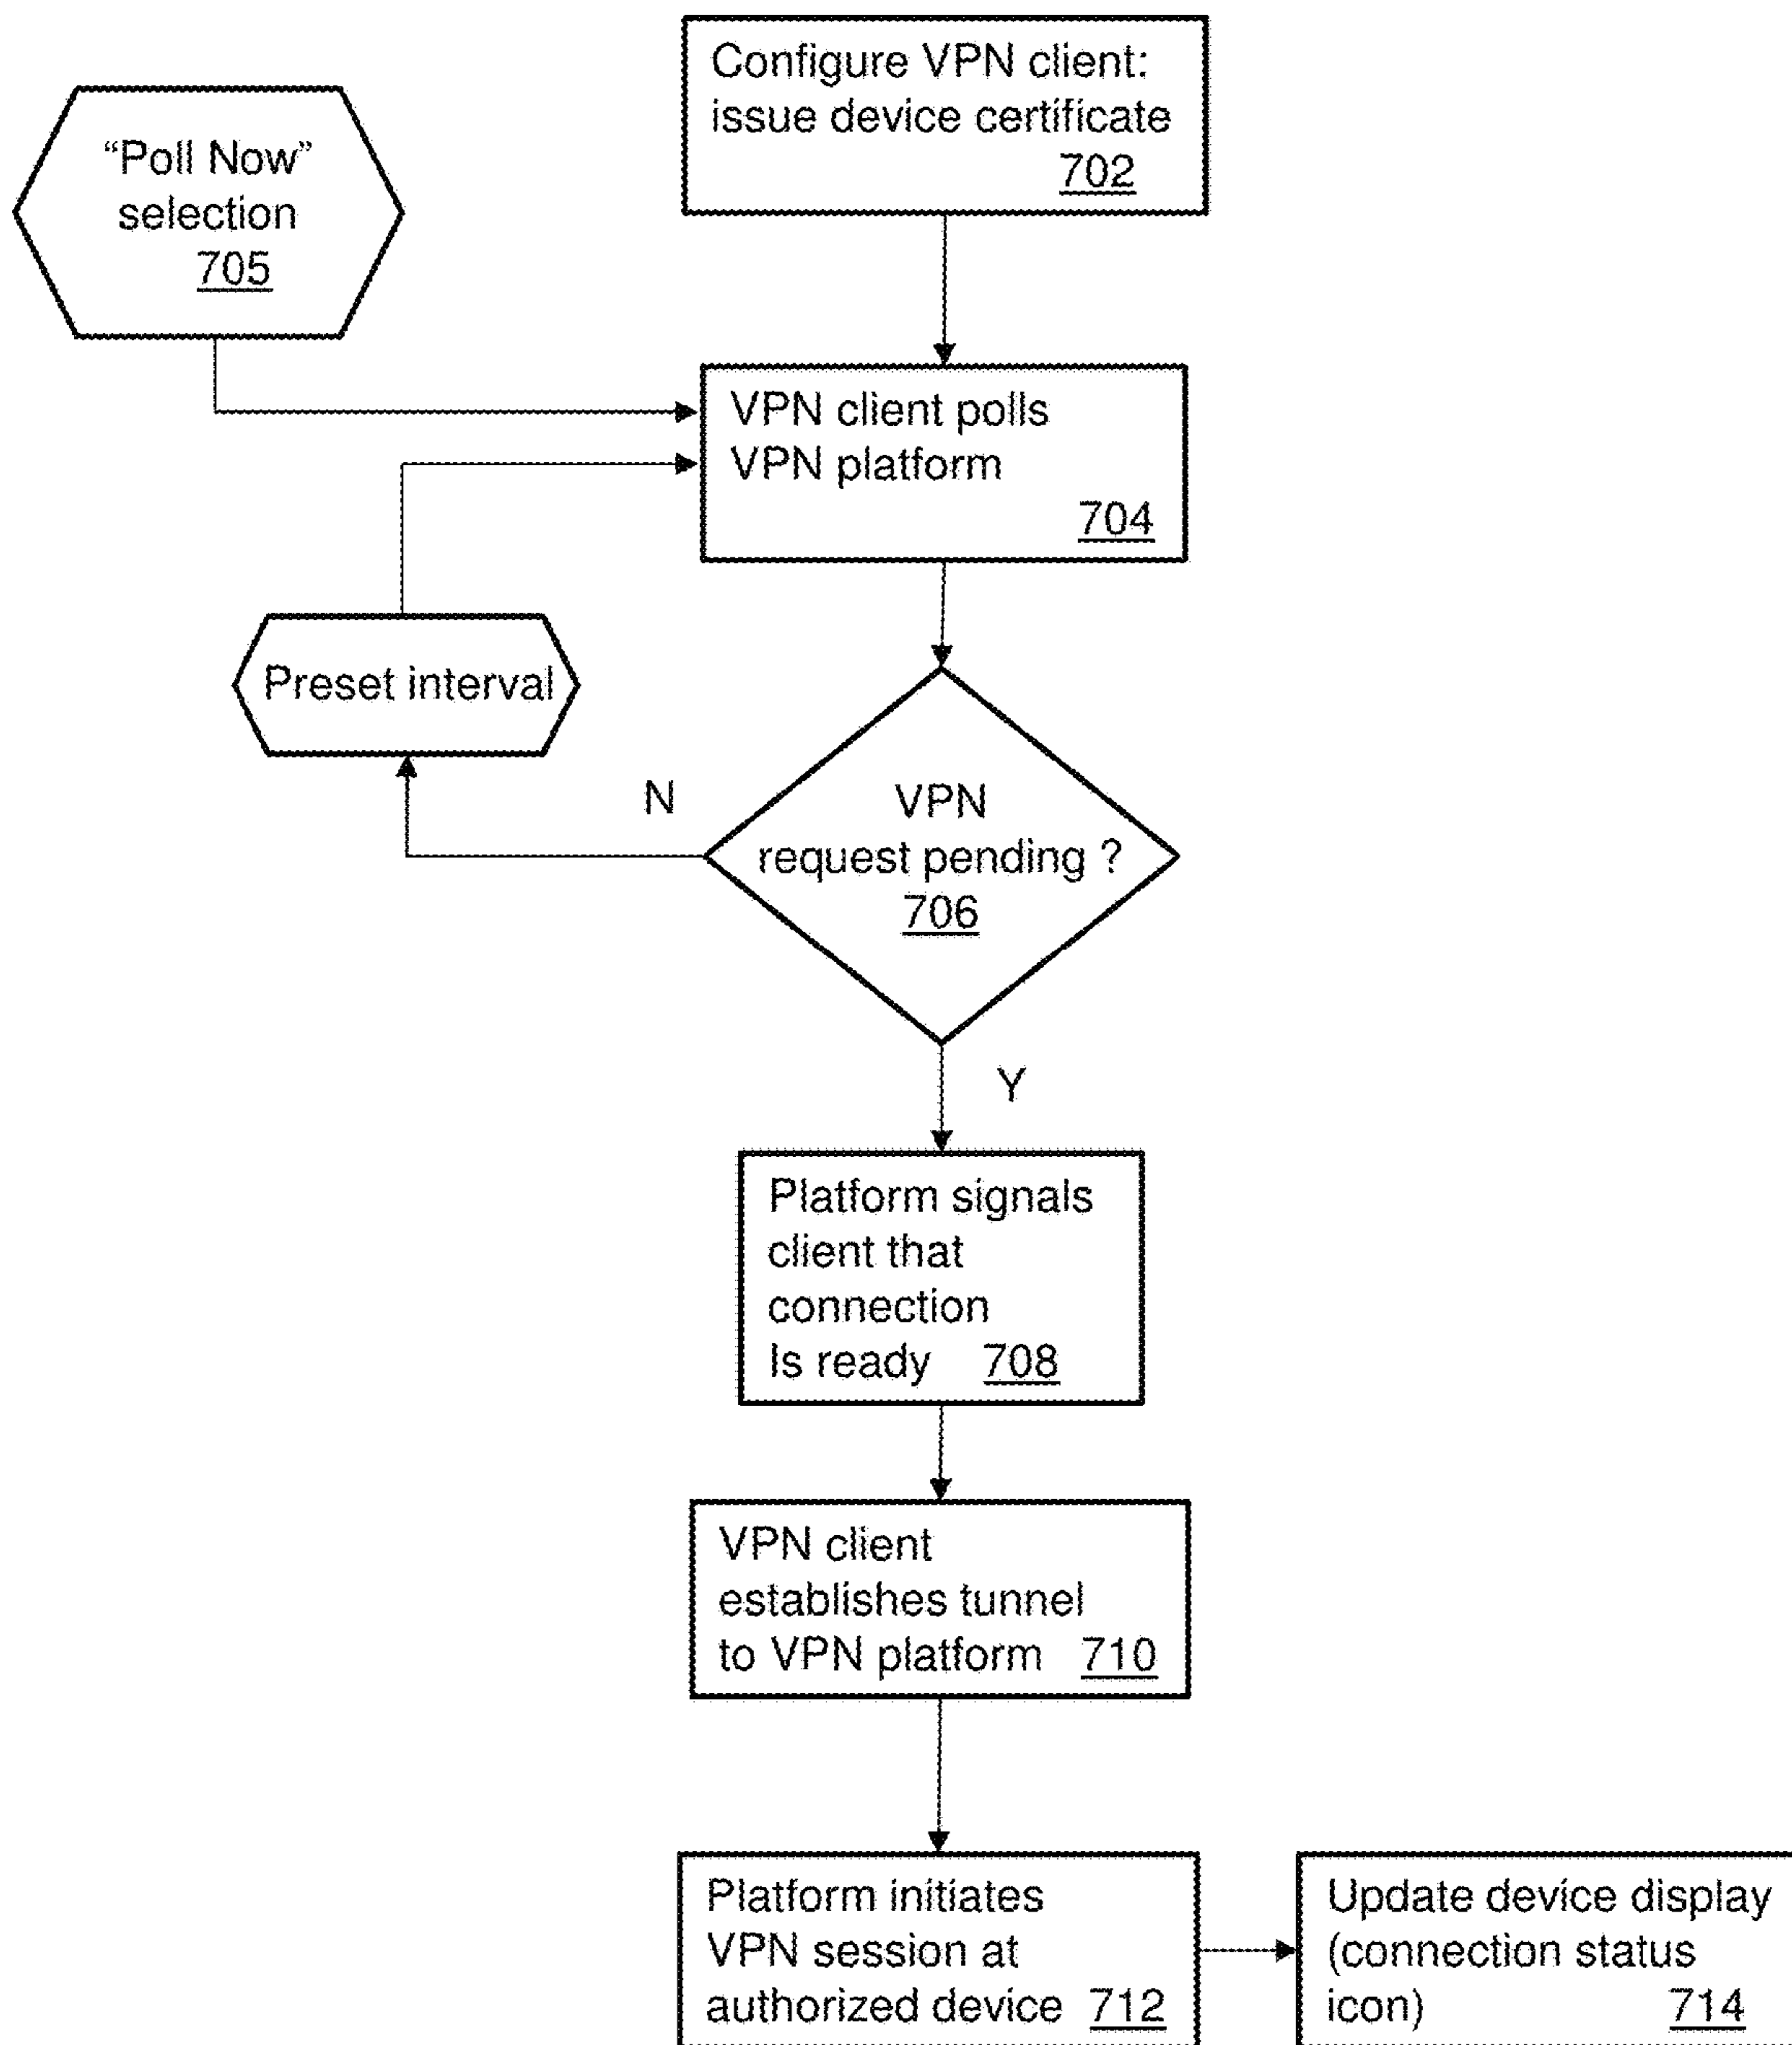 Configure VPN client:
issue device certificate
702
“Poll Now”
selection
705
VPN client polls
VPN platform
704
Preset interval
N
VPN
request pending ?
706
Y
Platform signals
client that
connection
Is ready 708
VPN client
establishes tunnel
to VPN platform 710
Platform initiates
VPN session at
authorized device 712
Update device display
(connection status
icon) 714